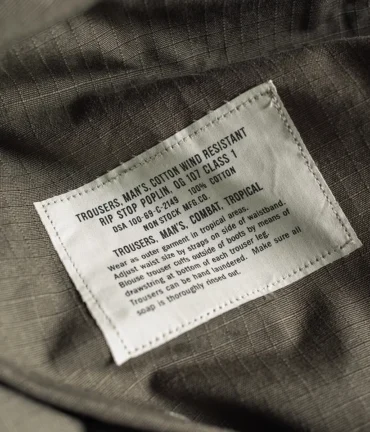 TROUSERS, MAN'S, COTTON WIND RESISTANT
RIP STOP POPLIN, OG 107 CLASS 1
DSA 100-69-C-2149 100% COTTON
NON STOCK MFG.CO.
TROUSERS, MAN'S, COMBAT, TROPICAL
Wear as outer garment in tropical areas.
Adjust waist size by straps on side of waistband.
Blouse trouser cuffs outside of boots by means of
drawstring at bottom of each trouser leg.
Trousers can be hand laundered. Make sure all
soap is thoroughly rinsed out.